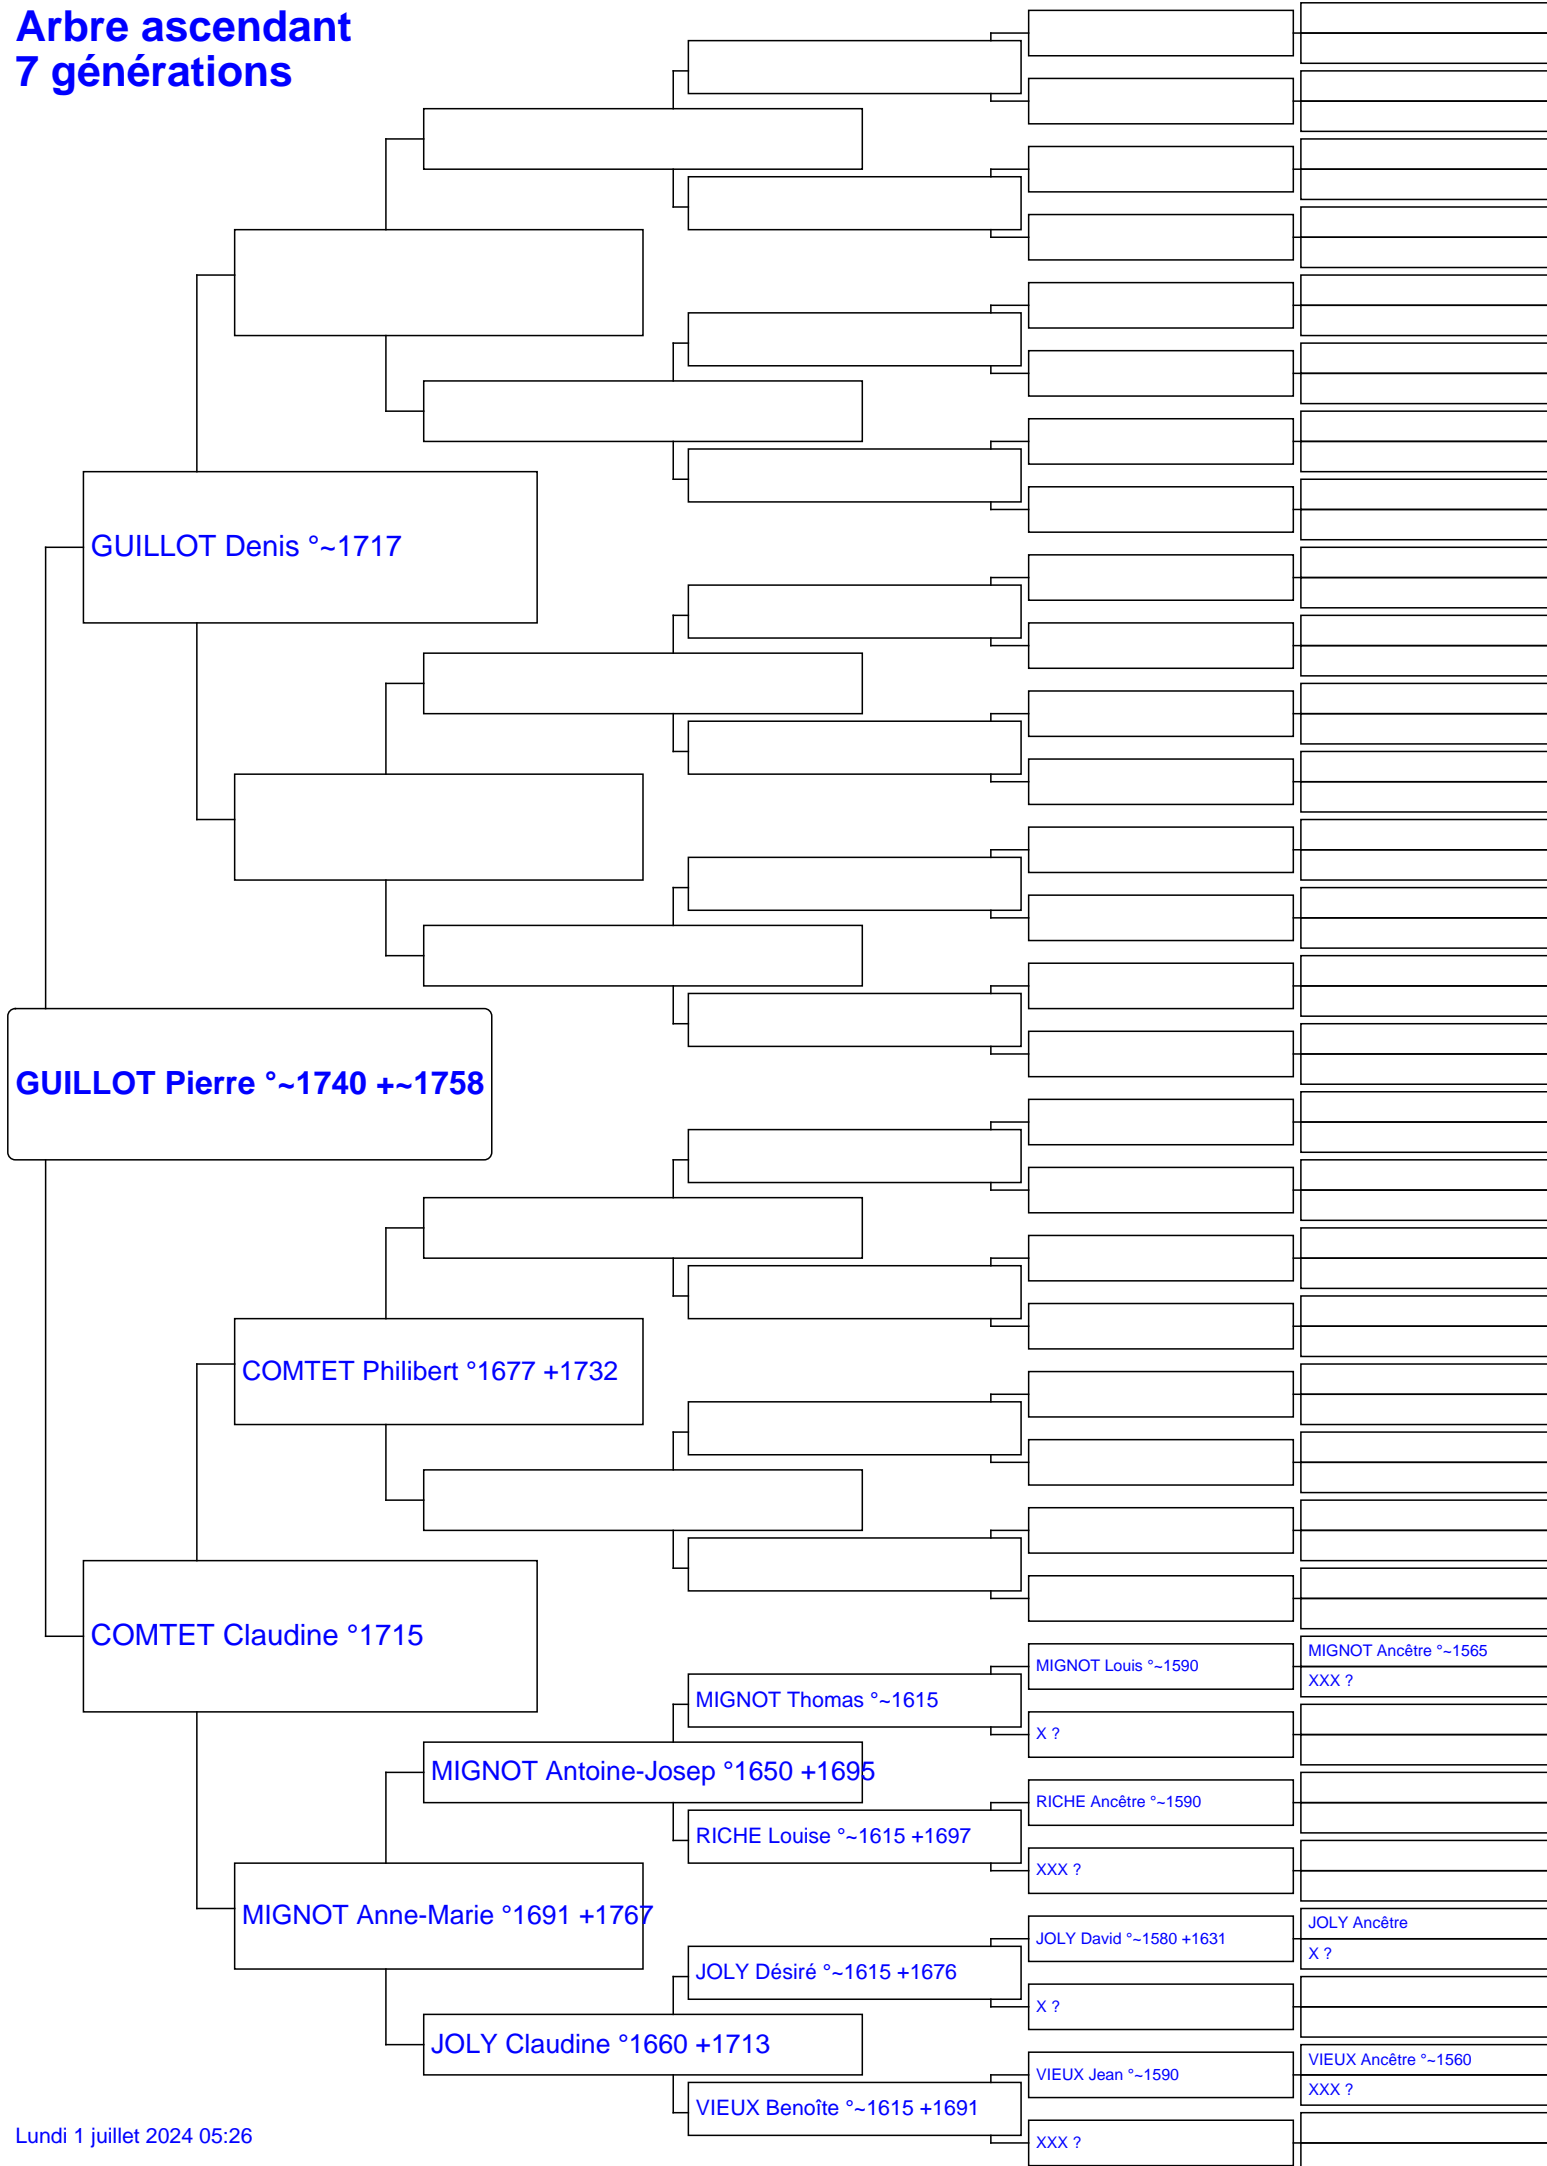 Arbre ascendant
7 générations
GUILLOT Denis °~1717
GUILLOT Pierre °~1740 +~1758
COMTET Philibert °1677 +1732
COMTET Claudine °1715
MIGNOT Ancêtre °~1565
MIGNOT Louis °~1590
XXX ?
MIGNOT Thomas °~1615
X ?
MIGNOT Antoine-Josep °1650 +1695
RICHE Ancêtre °~1590
RICHE Louise °~1615 +1697
XXX ?
MIGNOT Anne-Marie °1691 +1767
JOLY Ancêtre
JOLY David °~1580 +1631
X ?
JOLY Désiré °~1615 +1676
X ?
JOLY Claudine °1660 +1713
VIEUX Ancêtre °~1560
VIEUX Jean °~1590
XXX ?
VIEUX Benoîte °~1615 +1691
XXX ?
Lundi 1 juillet 2024 05:26